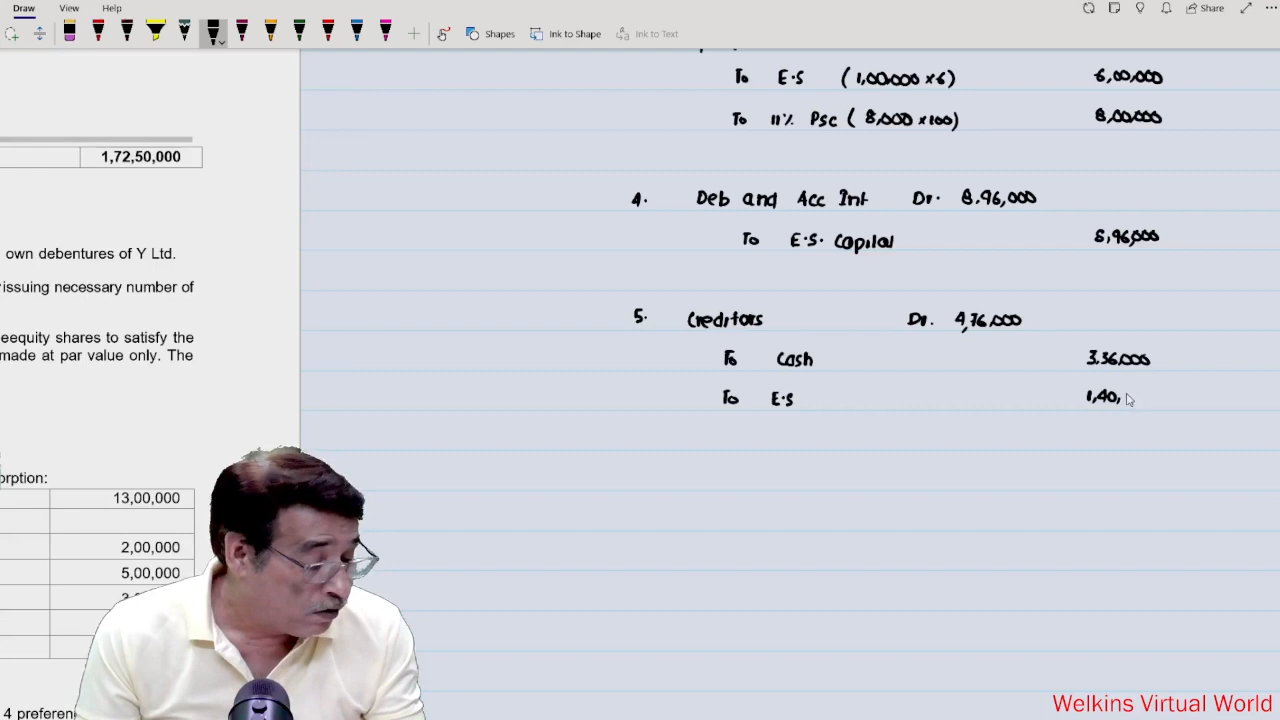 Draw View Help
Share
Shapes Ink to Shape Ink to Text
To E.S (1,00,000 x 6) 6,00,000
To 11% Psc (8,000 x 100) 8,00,000
1,72,50,000
4. Deb and Acc Int Dr. 8.96,000
To E.S. Capital 8,96,000
own debentures of Y Ltd.
issuing necessary number of
5. Creditors Dr. 4,76,000
equity shares to satisfy the
made at par value only. The
To Cash 3.36,000
To E.S 1,40,
orption:
13,00,000
2,00,000
5,00,000
4 preferen
Welkins Virtual World